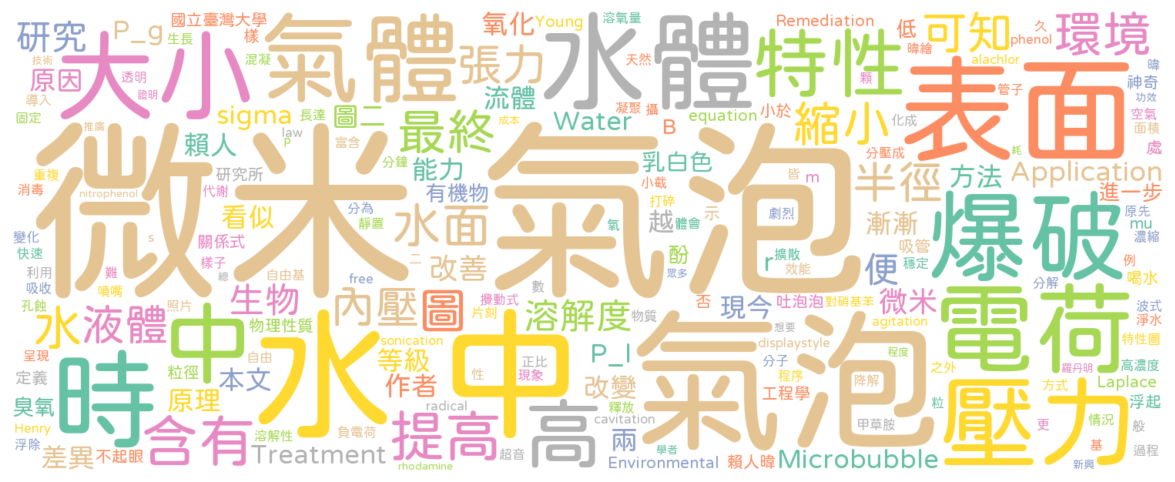 微米氣泡
氣泡
水中
表面
氣體
水體
大小
特性
爆破
電荷
壓力
時
中
含有
提高
高
圖
水
液體
生物
內壓
溶解度
最終
縮小
半徑
可知
環境
研究
張力
水面
便
微米
Microbubble
Application
Treatment
Water
sigma
P_g
P_l
國立臺灣大學
生長
樣
混凝
技術
原因
透明
導入
證明
固定
氧化
Young
溶氧量
天然
流體
圖二
長達
law
P
富含
推廣
賴人
分鐘
成本
凝聚
攝
B
Remediation
equation
小於
顆
低
暐繪
久
phenol
alachlor
管子
神奇
暐
功效
空氣
面積
處
化成
分壓成
重複
消毒
nitrophenol
代謝
研究所
能力
有機物
乳白色
小截
打碎
皆
m
看似
分為
靜置
越
體會
示
劇烈
漸漸
方法
進一步
原先
mu
濃縮
變化
快速
s
關係式
樣子
總
自由基
free
二
改善
氧
酚
眾多
r
擴散
效能
吸管
穩定
例
喝水
分解
利用
吸收
難
噴嘴
照片
孔蝕
攪動式
片劑
數
物質
否
現今
吐泡泡
對硝基苯
想要
agitation
波式
淨水
特性圖
物理性質
sonication
displaystyle
呈現
自由
等級
正比
現象
性
分子
程序
程度
之外
羅丹明
高濃度
方式
Laplace
定義
粒徑
本文
作者
改變
釋放
工程學
降解
粒
浮起
臭氧
原理
radical
cavitation
甲草胺
更
情況
般
Henry
浮除
溶解性
負電荷
超音
兩
基
過程
差異
不起眼
rhodamine
學者
Environmental
賴人暐
新興
耗